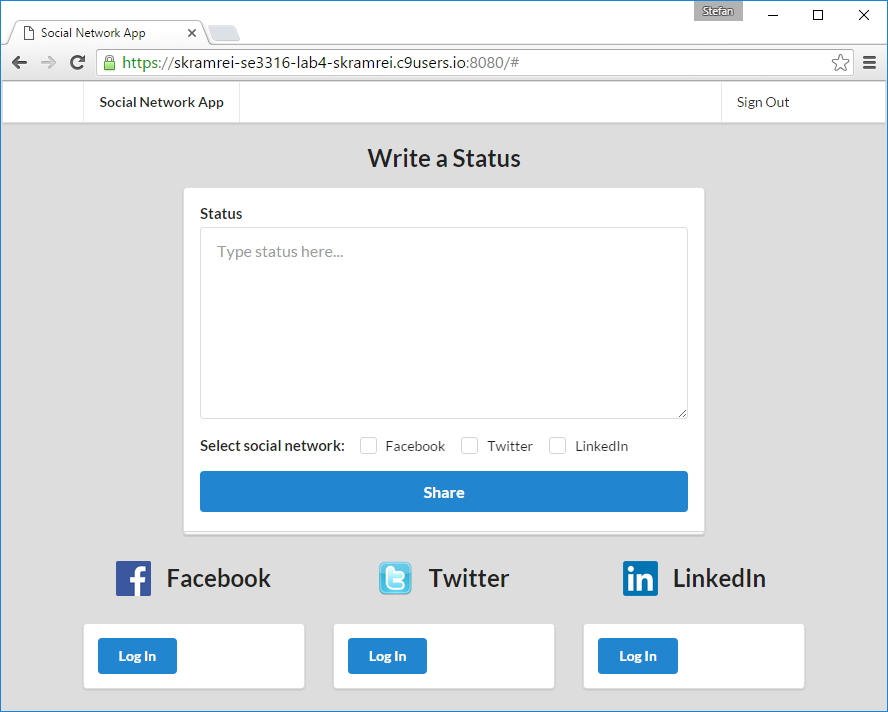 Stefan
Social Network App
https://skramrei-se3316-lab4-skramrei.c9users.io:8080/#
Social Network App Sign Out
Write a Status
Status
Type status here...
Select social network: Facebook Twitter LinkedIn
Share
Facebook Twitter LinkedIn
Log In Log In Log In